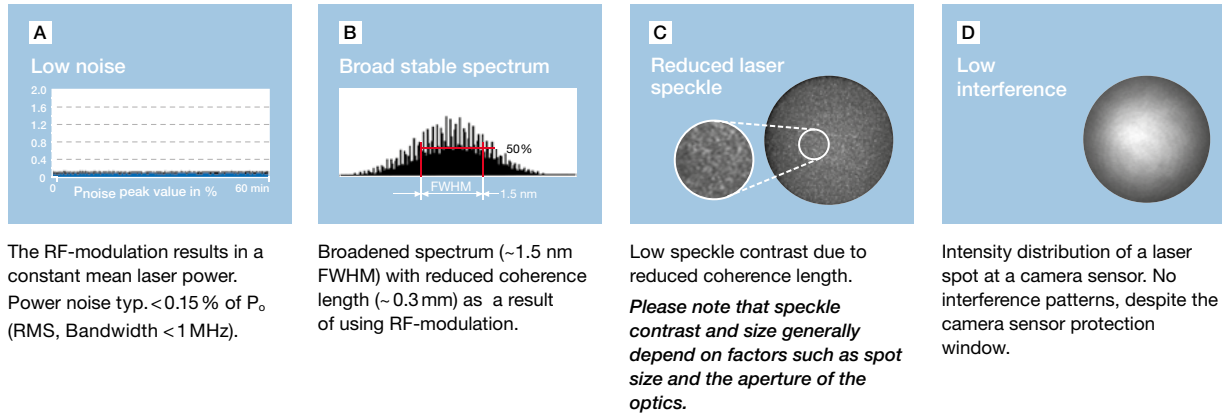 A
Low noise
2.0
1.6
1.2
0.8
0.4
0
0
Pnoise peak value in %
60 min
The RF-modulation results in a
constant mean laser power.
Power noise typ. < 0.15 % of Po
(RMS, Bandwidth < 1 MHz).
B
Broad stable spectrum
50%
FWHM
1.5 nm
Broadened spectrum (~1.5 nm
FWHM) with reduced coherence
length (~ 0.3 mm) as a result
of using RF-modulation.
C
Reduced laser
speckle
Low speckle contrast due to
reduced coherence length.
Please note that speckle
contrast and size generally
depend on factors such as spot
size and the aperture of the
optics.
D
Low
interference
Intensity distribution of a laser
spot at a camera sensor. No
interference patterns, despite the
camera sensor protection
window.